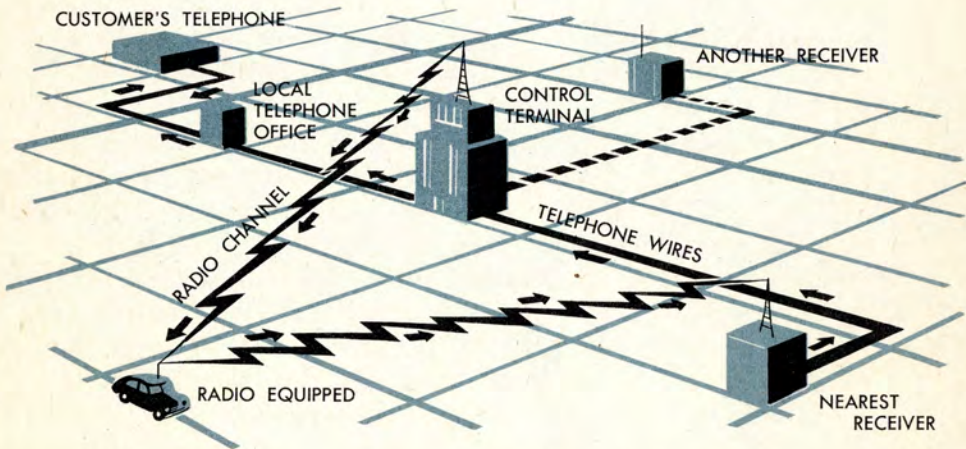 CUSTOMER'S TELEPHONE
LOCAL
TELEPHONE
OFFICE
CONTROL
TERMINAL
ANOTHER RECEIVER
RADIO CHANNEL
TELEPHONE WIRES
RADIO EQUIPPED
NEAREST
RECEIVER